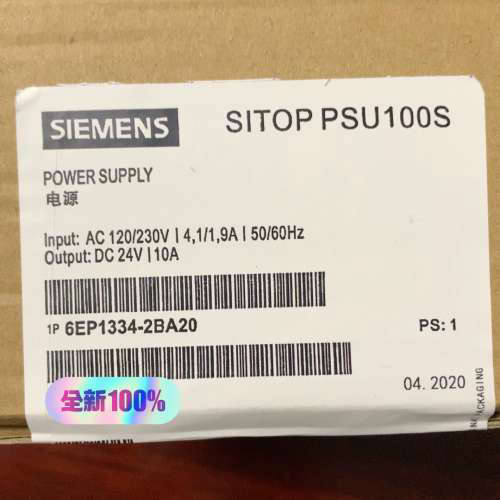 SIEMENS
SITOP PSU100S
POWER SUPPLY
电源
Input: AC 120/230V | 4,1/1,9A | 50/60Hz
Output: DC 24V | 10A
1P 6EP1334-2BA20
PS: 1
全新100%
04. 2020
PACKAGING